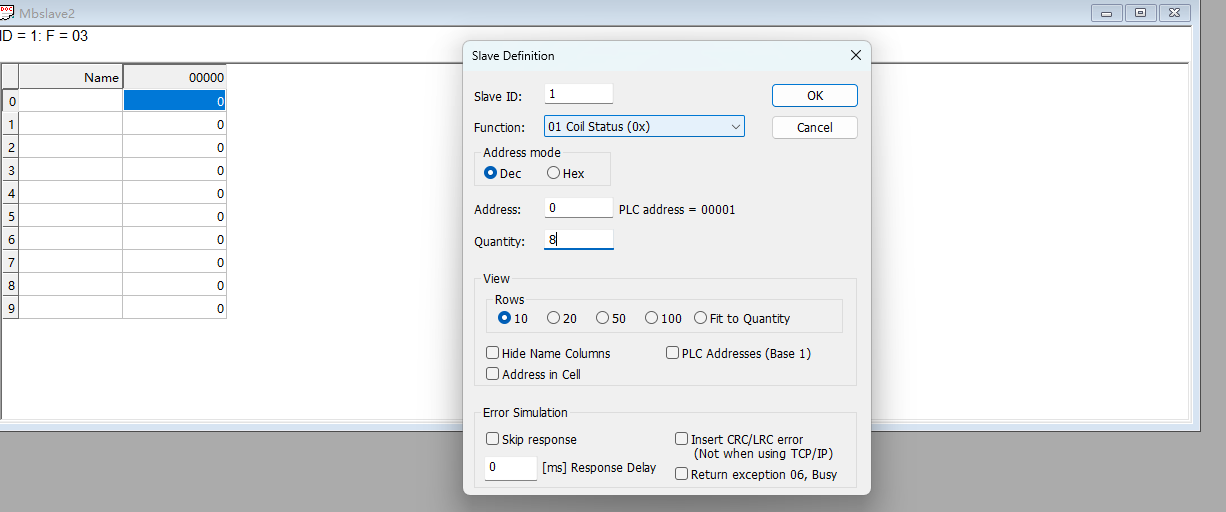 Mbslave2
ID = 1: F = 03
Name 00000
0 0
1 0
2 0
3 0
4 0
5 0
6 0
7 0
8 0
9 0
Slave Definition
Slave ID: 1
OK
Function: 01 Coil Status (0x)
Cancel
Address mode
Dec Hex
Address: 0 PLC address = 00001
Quantity: 8
View
Rows
10 20 50 100 Fit to Quantity
Hide Name Columns PLC Addresses (Base 1)
Address in Cell
Error Simulation
Skip response Insert CRC/LRC error
(Not when using TCP/IP)
0 [ms] Response Delay
Return exception 06, Busy